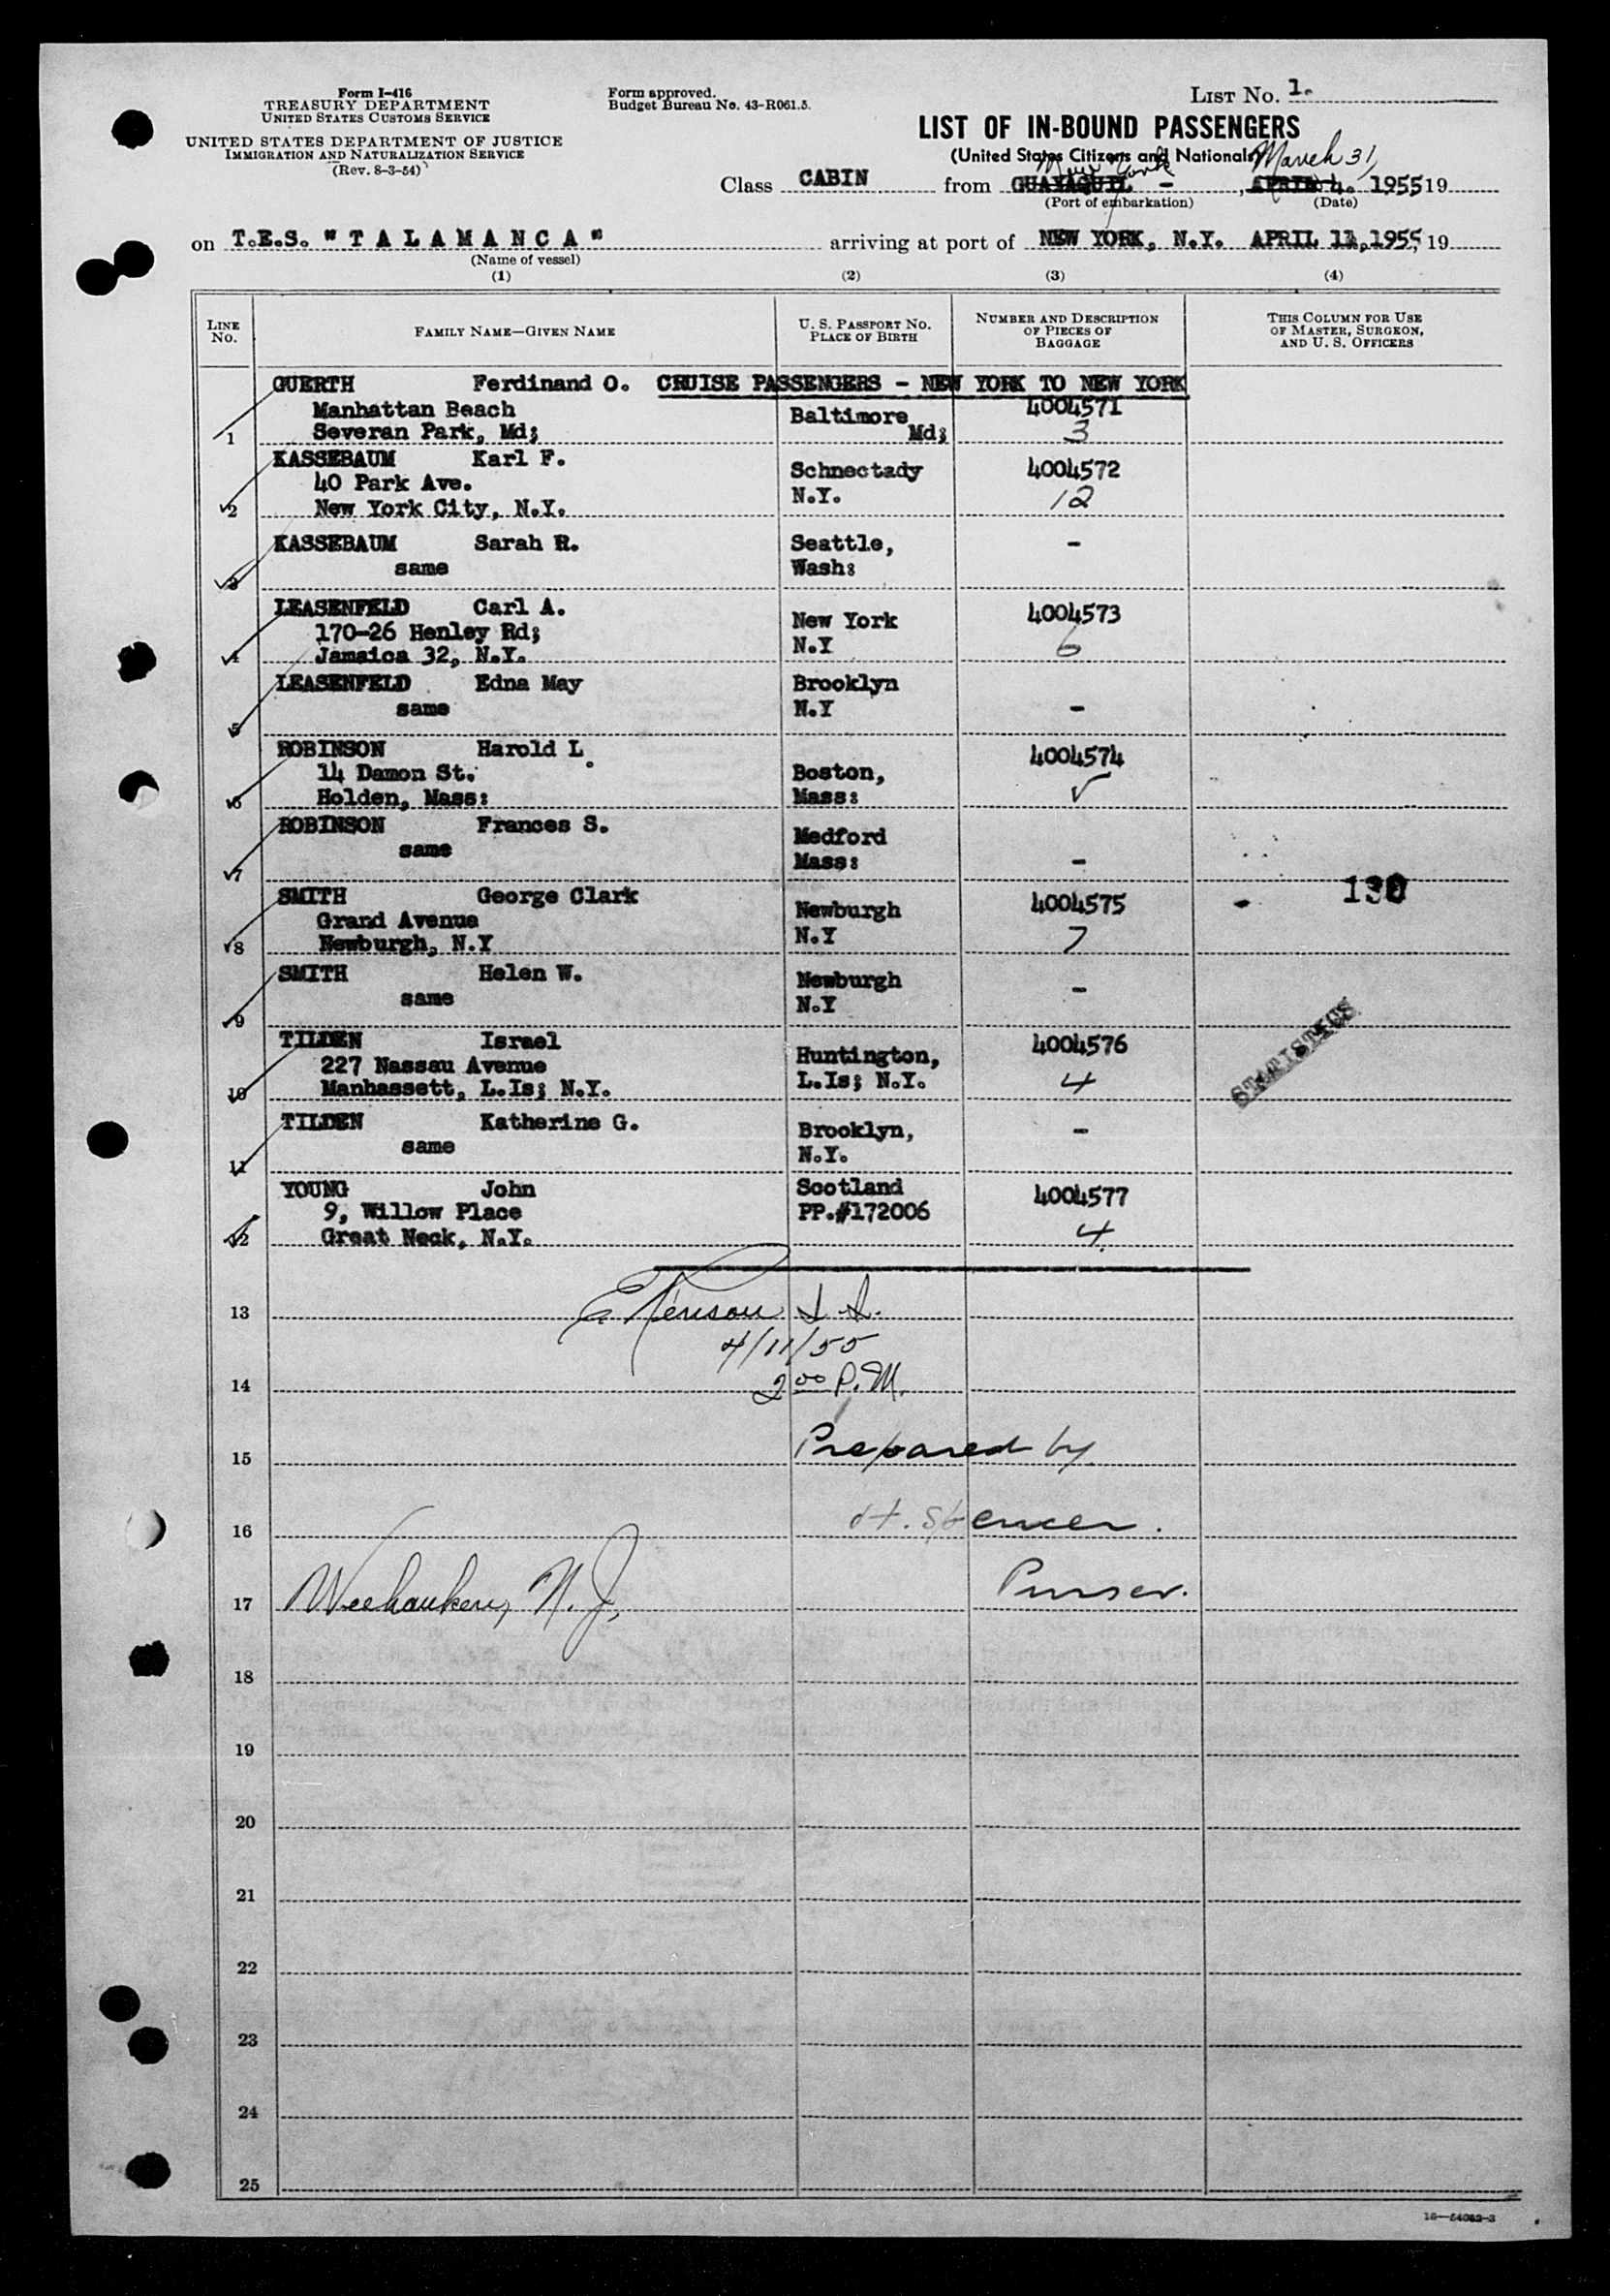 Form I-416
TREASURY DEPARTMENT
UNITED STATES CUSTOMS SERVICE
UNITED STATES DEPARTMENT OF JUSTICE
IMMIGRATION AND NATURALIZATION SERVICE
(Rev. 8-3-54)
Form approved.
Budget Bureau No. 43-R061.5.
LIST No. 1.
LIST OF IN-BOUND PASSENGERS
(United States Citizens and Nationals)
New York March 31,
Class CABIN from GUAYAQUIL - , APRIL 4. 1955 19
(Port of embarkation) (Date)
on T.E.S. "T A L A M A N C A" arriving at port of NEW YORK, N.Y. APRIL 11,1955 19
(Name of vessel)
(1) (2) (3) (4)
LINE No. FAMILY NAME—GIVEN NAME U. S. PASSPORT No. PLACE OF BIRTH NUMBER AND DESCRIPTION OF PIECES OF BAGGAGE THIS COLUMN FOR USE OF MASTER, SURGEON, AND U. S. OFFICERS
GUERTH Ferdinand O. CRUISE PASSENGERS - NEW YORK TO NEW YORK
Manhattan Beach Baltimore 4004571
1 Severan Park, Md; Md; 3
KASSEBAUM Karl F. Schnectady 4004572
40 Park Ave. N.Y. 12
2 New York City, N.Y.
KASSEBAUM Sarah R. Seattle, -
same Wash:
3
LEASENFELD Carl A. New York 4004573
170-26 Henley Rd; N.Y 6
4 Jamaica 32, N.Y.
LEASENFELD Edna May Brooklyn
same N.Y -
5
ROBINSON Harold L. 4004574
14 Damon St. Boston,
6 Holden, Mass: Mass:
ROBINSON Frances S. Medford
same Mass: -
7
SMITH George Clark Newburgh 4004575 - 130
Grand Avenue N.Y 7
8 Newburgh, N.Y
SMITH Helen W. Newburgh -
same N.Y
9
TILDEN Israel Huntington, 4004576
227 Nassau Avenue L.Is; N.Y. 4
10 Manhassett, L.Is; N.Y.
STATISTICS
TILDEN Katherine G. Brooklyn, -
same N.Y.
11
YOUNG John Scotland 4004577
9, Willow Place PP.#172006 4
12 Great Neck, N.Y.
13
4/11/55
14 2 00 P.M.
15 Prepared by
16 H. Spencer.
17 Weehauken, N.J. Purser.
18
19
20
21
22
23
24
25
16—54062-3